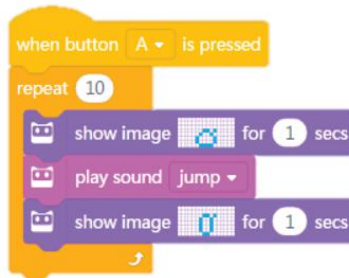 when button A is pressed
repeat 10
show image for 1 secs
play sound jump
show image for 1 secs